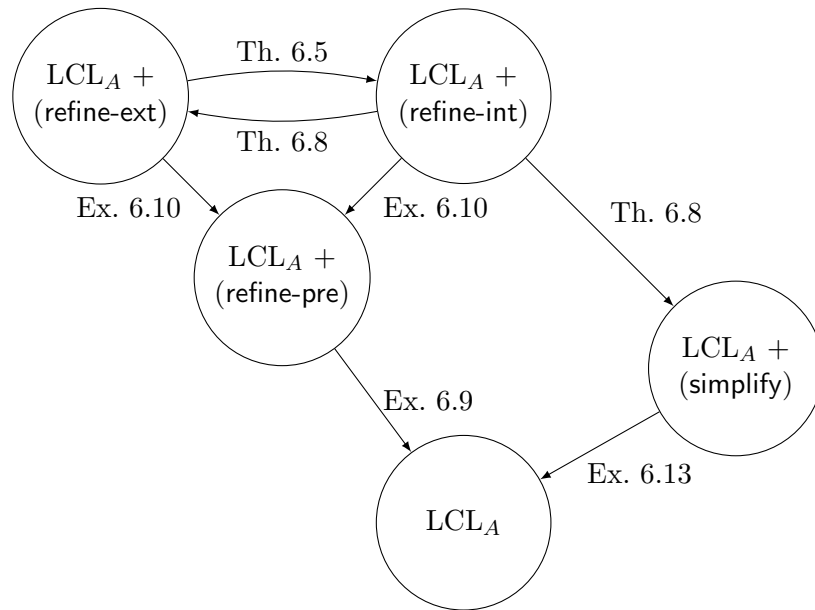 LCL_A +
(refine-ext)
Th. 6.5
LCL_A +
(refine-int)
Th. 6.8
Ex. 6.10
Ex. 6.10
Th. 6.8
LCL_A +
(refine-pre)
LCL_A +
(simplify)
Ex. 6.9
Ex. 6.13
LCL_A